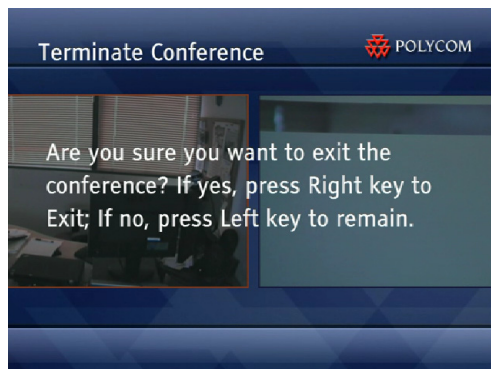 Terminate Conference
POLYCOM
Are you sure you want to exit the
conference? If yes, press Right key to
Exit; If no, press Left key to remain.